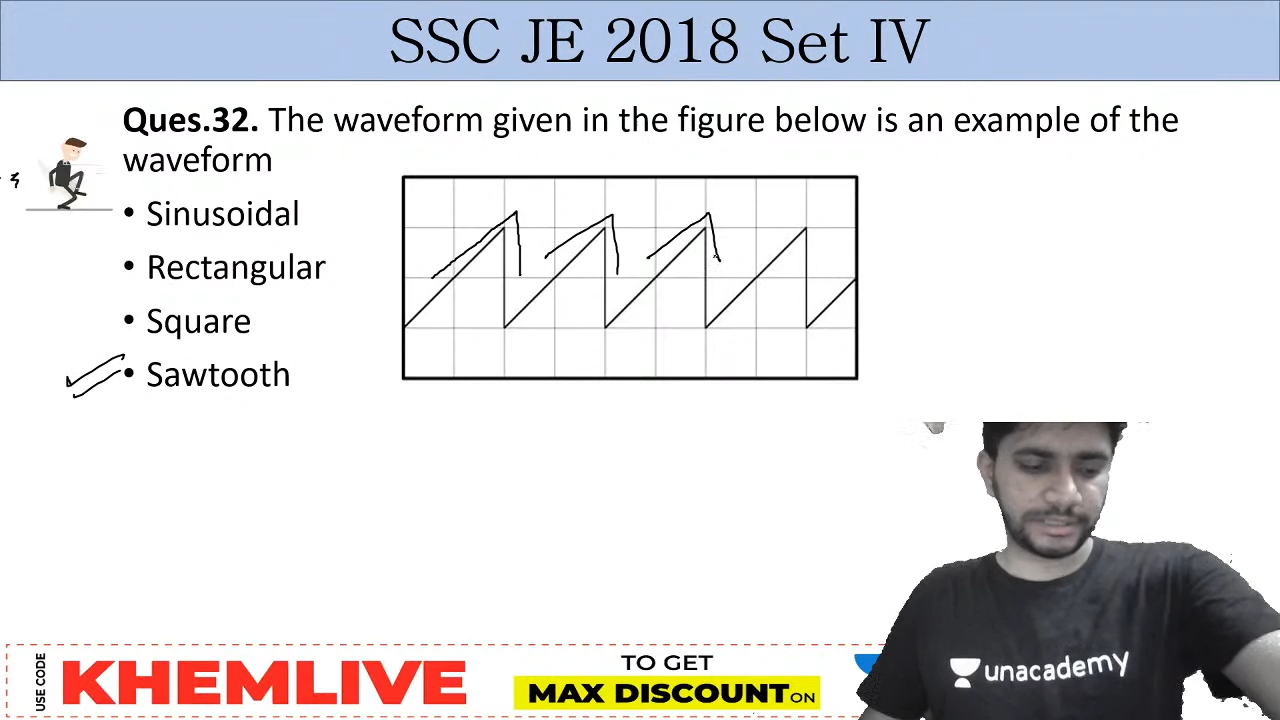 SSC JE 2018 Set IV
Ques.32. The waveform given in the figure below is an example of the
waveform
• Sinusoidal
• Rectangular
• Square
• Sawtooth
unacademy
USE CODE
KHEMLIVE
TO GET
MAX DISCOUNT ON